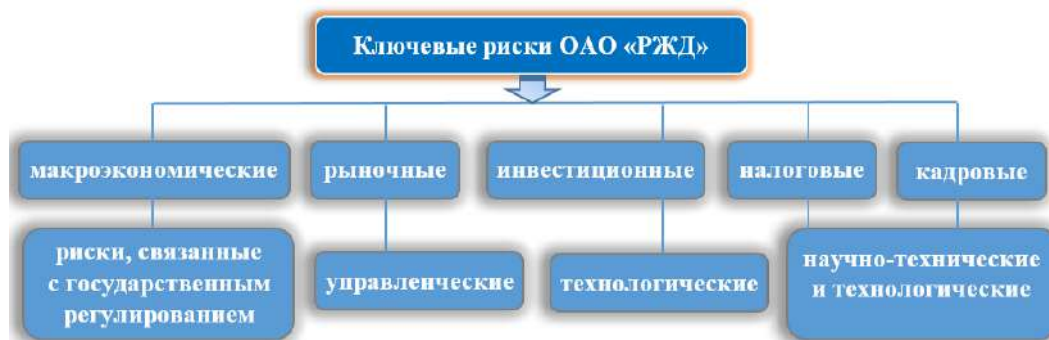 Ключевые риски ОАО «РЖД»
макроэкономические
рыночные
инвестиционные
налоговые
кадровые
риски, связанные
с государственным
регулированием
управленческие
технологические
научно-технические
и технологические